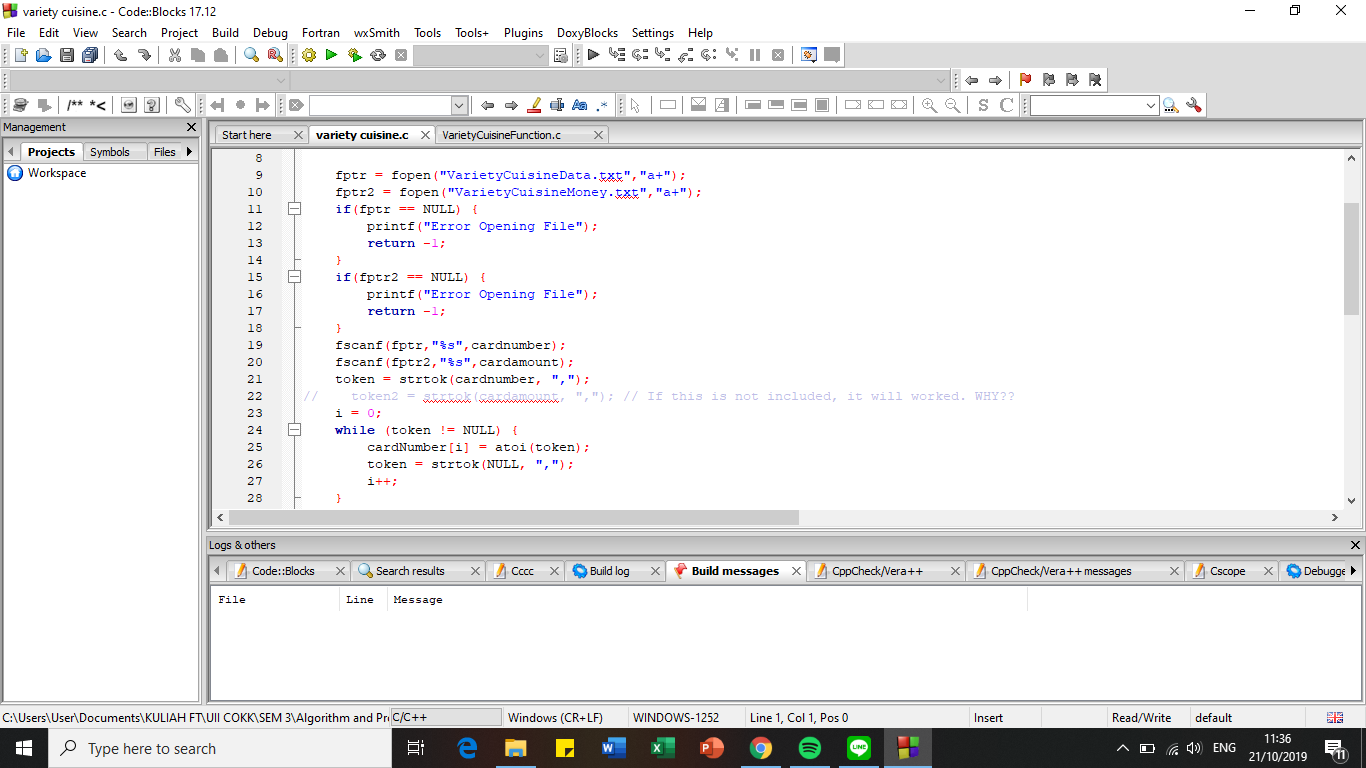 variety cuisine.c - Code::Blocks 17.12
File Edit View Search Project Build Debug Fortran wxSmith Tools Tools+ Plugins DoxyBlocks Settings Help
/** *<
Aa .*
S C
Management
Projects Symbols Files
Workspace
Start here variety cuisine.c VarietyCuisineFunction.c
8
9 fptr = fopen("VarietyCuisineData.txt","a+");
10 fptr2 = fopen("VarietyCuisineMoney.txt","a+");
11 if(fptr == NULL) {
12 printf("Error Opening File");
13 return -1;
14 }
15 if(fptr2 == NULL) {
16 printf("Error Opening File");
17 return -1;
18 }
19 fscanf(fptr,"%s",cardnumber);
20 fscanf(fptr2,"%s",cardamount);
21 token = strtok(cardnumber, ",");
22 // token2 = strtok(cardamount, ","); // If this is not included, it will worked. WHY??
23 i = 0;
24 while (token != NULL) {
25 cardNumber[i] = atoi(token);
26 token = strtok(NULL, ",");
27 i++;
28 }
Logs & others
Code::Blocks Search results Cccc Build log Build messages CppCheck/Vera++ CppCheck/Vera++ messages Cscope Debugge
File Line Message
C:\Users\User\Documents\KULIAH FT\UII COKK\SEM 3\Algorithm and Pr C/C++ Windows (CR+LF) WINDOWS-1252 Line 1, Col 1, Pos 0 Insert Read/Write default
Type here to search
ENG
11:36
21/10/2019
11